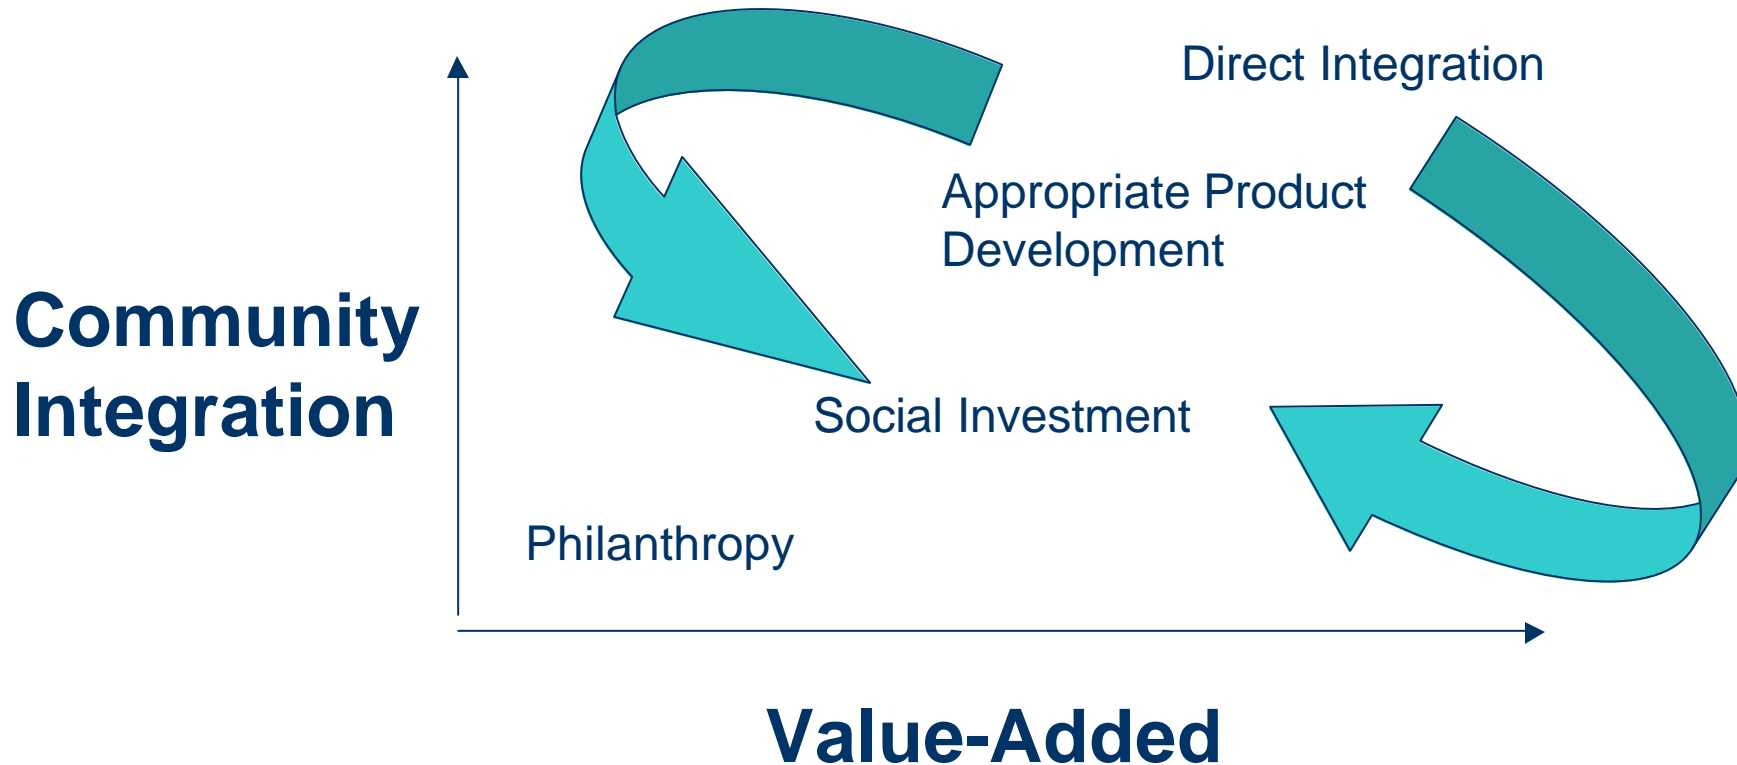 Direct Integration
Appropriate Product
Development
Community
Integration
Social Investment
Philanthropy
Value-Added